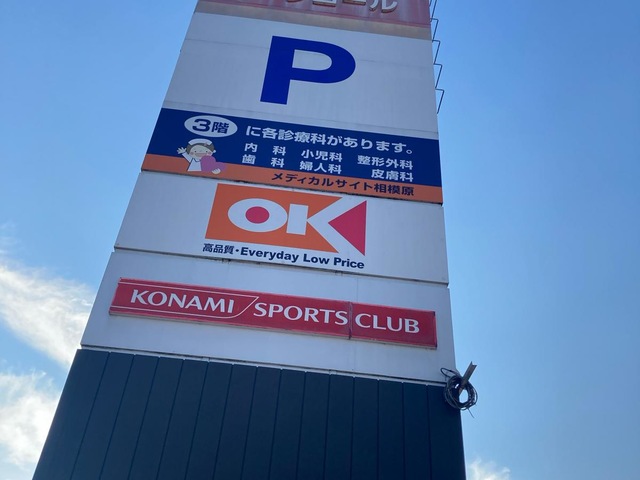 P
3階 に各診療科があります。
内科 小児科 整形外科
歯科 婦人科 皮膚科
メディカルサイト相模原
OK
高品質・Everyday Low Price
KONAMI SPORTS CLUB